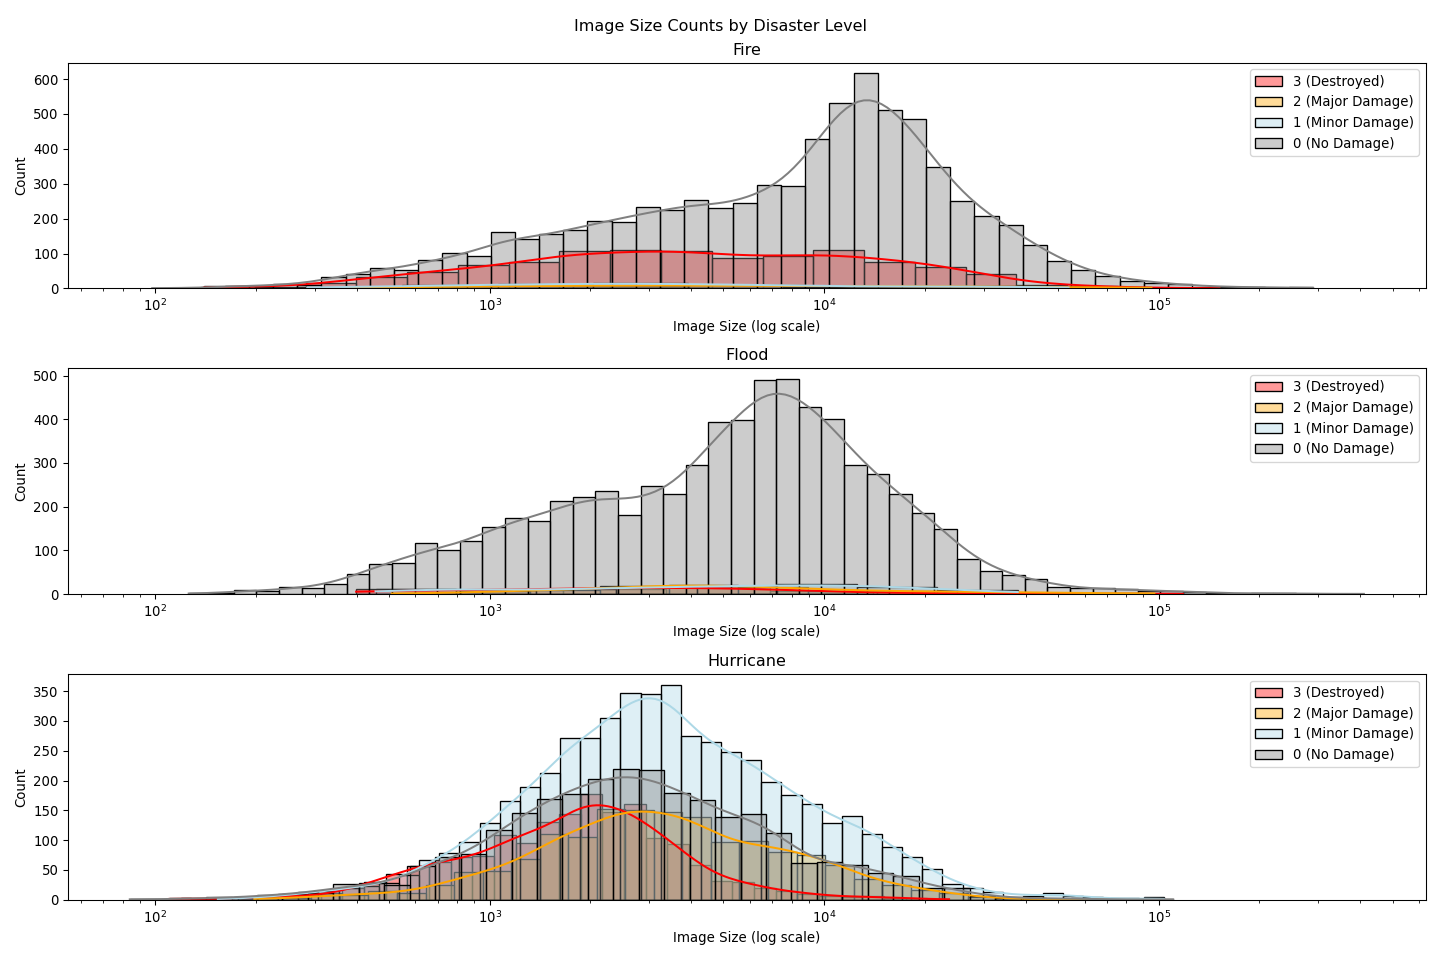 Image Size Counts by Disaster Level
Fire
Count
600
500
400
300
200
100
0
10² 10³ 10⁴ 10⁵
Image Size (log scale)
3 (Destroyed)
2 (Major Damage)
1 (Minor Damage)
0 (No Damage)
Flood
Count
500
400
300
200
100
0
10² 10³ 10⁴ 10⁵
Image Size (log scale)
3 (Destroyed)
2 (Major Damage)
1 (Minor Damage)
0 (No Damage)
Hurricane
Count
350
300
250
200
150
100
50
0
10² 10³ 10⁴ 10⁵
Image Size (log scale)
3 (Destroyed)
2 (Major Damage)
1 (Minor Damage)
0 (No Damage)